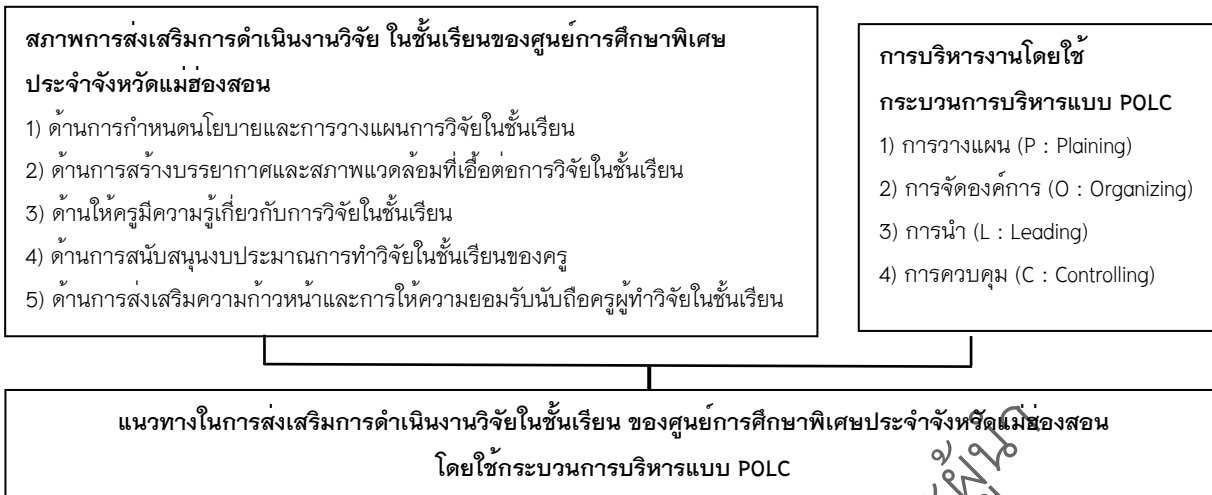 สภาพการส่งเสริมการดำเนินงานวิจัย ในชั้นเรียนของศูนย์การศึกษาพิเศษ
ประจำจังหวัดแม่ฮ่องสอน
1) ด้านการกำหนดนโยบายและการวางแผนการวิจัยในชั้นเรียน
2) ด้านการสร้างบรรยากาศและสภาพแวดล้อมที่เอื้อต่อการวิจัยในชั้นเรียน
3) ด้านให้ครูมีความรู้เกี่ยวกับการวิจัยในชั้นเรียน
4) ด้านการสนับสนุนงบประมาณการทำวิจัยในชั้นเรียนของครู
5) ด้านการส่งเสริมความก้าวหน้าและการให้ความยอมรับนับถือครูผู้ทำวิจัยในชั้นเรียน
การบริหารงานโดยใช้
กระบวนการบริหารแบบ POLC
1) การวางแผน (P : Plaining)
2) การจัดองค์การ (O : Organizing)
3) การนำ (L : Leading)
4) การควบคุม (C : Controlling)
แนวทางในการส่งเสริมการดำเนินงานวิจัยในชั้นเรียน ของศูนย์การศึกษาพิเศษประจำจังหวัดแม่ฮ่องสอน
โดยใช้กระบวนการบริหารแบบ POLC